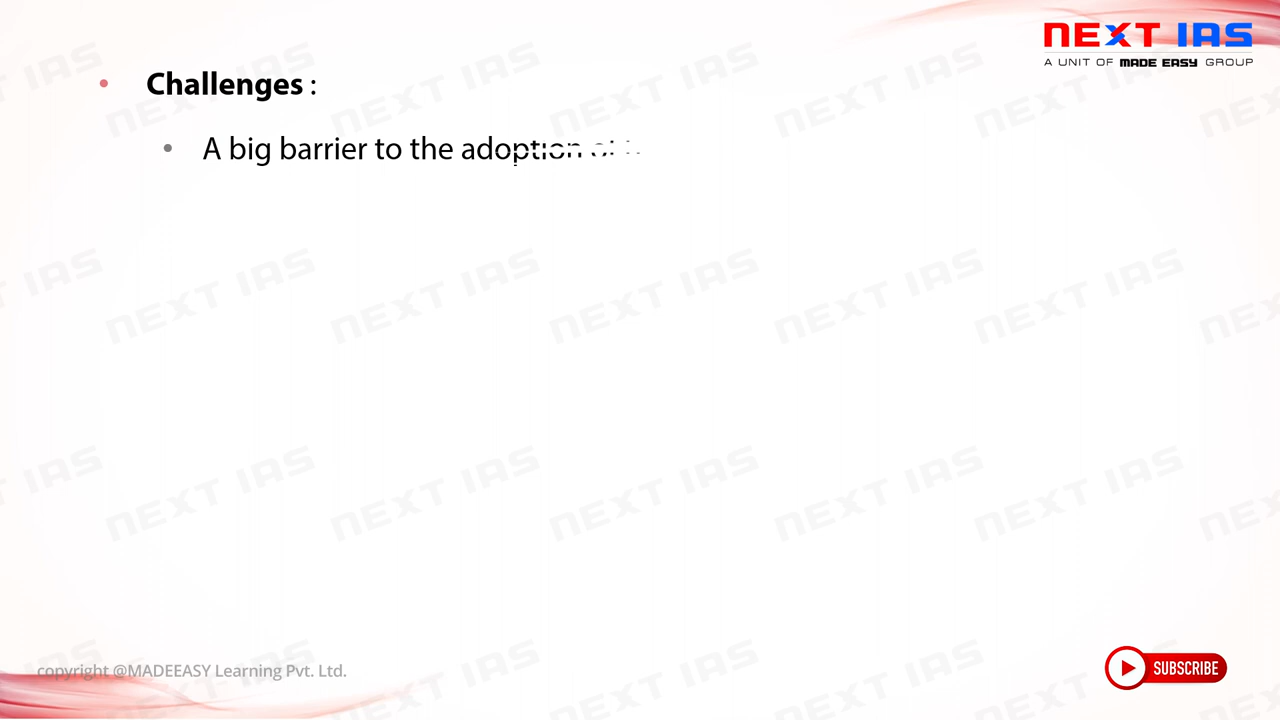 NEXT IAS
A UNIT OF MADE EASY GROUP
• Challenges :
• A big barrier to the adoption
copyright @MADEEASY Learning Pvt. Ltd.
SUBSCRIBE